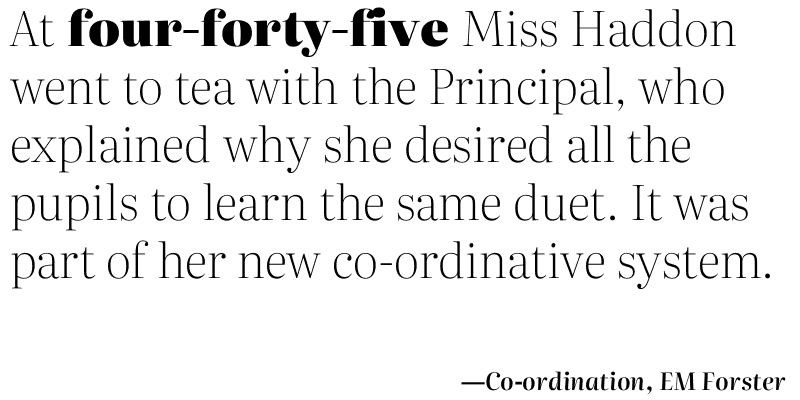 At four-forty-five Miss Haddon
went to tea with the Principal, who
explained why she desired all the
pupils to learn the same duet. It was
part of her new co-ordinative system.
—Co-ordination, EM Forster